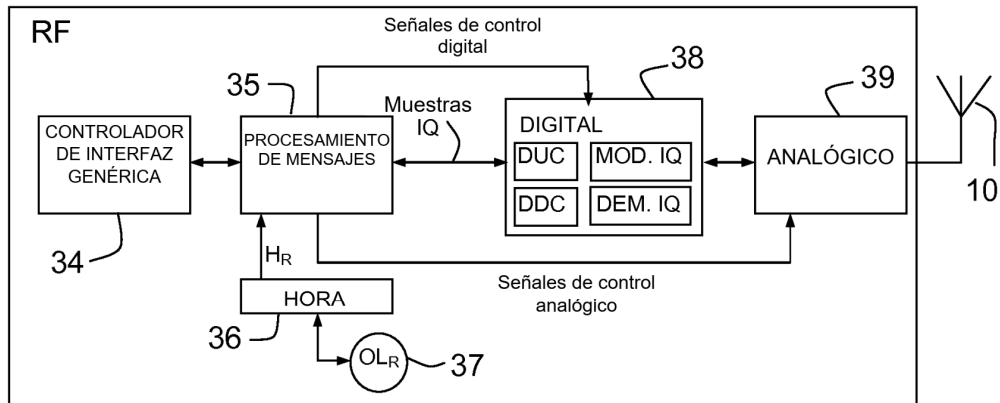 RF
Señales de control
digital
38
35
39
Muestras
IQ
CONTROLADOR
DE INTERFAZ
GENÉRICA
PROCESAMIENTO
DE MENSAJES
DIGITAL
DUC
MOD. IQ
DDC
DEM. IQ
ANALÓGICO
10
34
HR
Señales de control
analógico
HORA
36
OLR
37